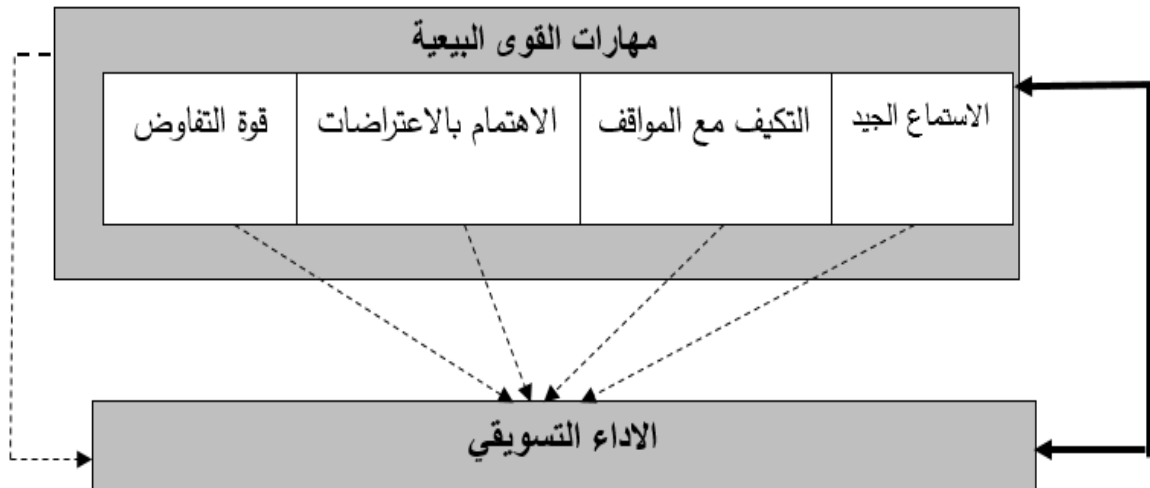 مهارات القوى البيعية
الاستماع الجيد
التكيف مع المواقف
الاهتمام بالاعتراضات
قوة التفاوض
الاداء التسويقي